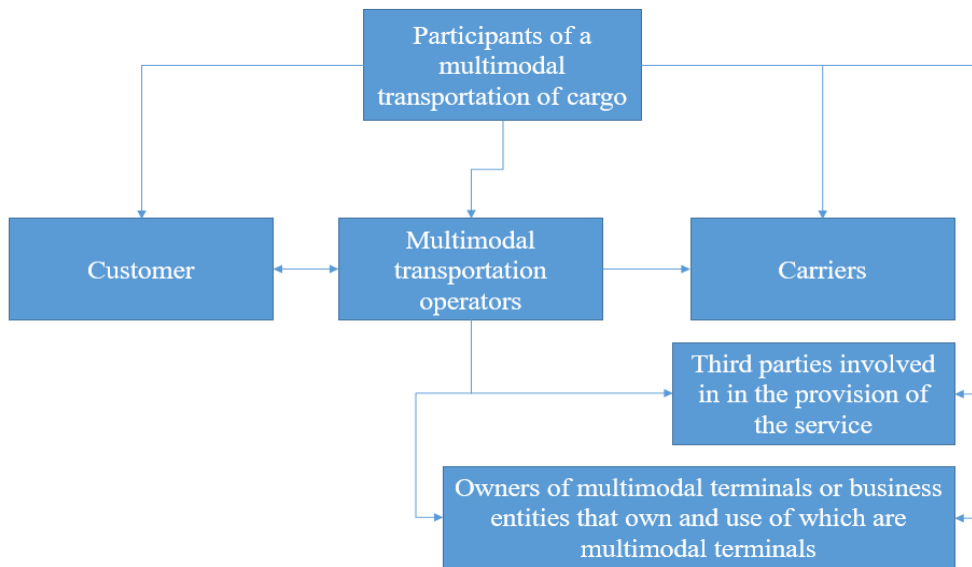 Participants of a
multimodal
transportation of cargo
Customer
Multimodal
transportation
operators
Carriers
Third parties involved
in in the provision of
the service
Owners of multimodal terminals or business
entities that own and use of which are
multimodal terminals